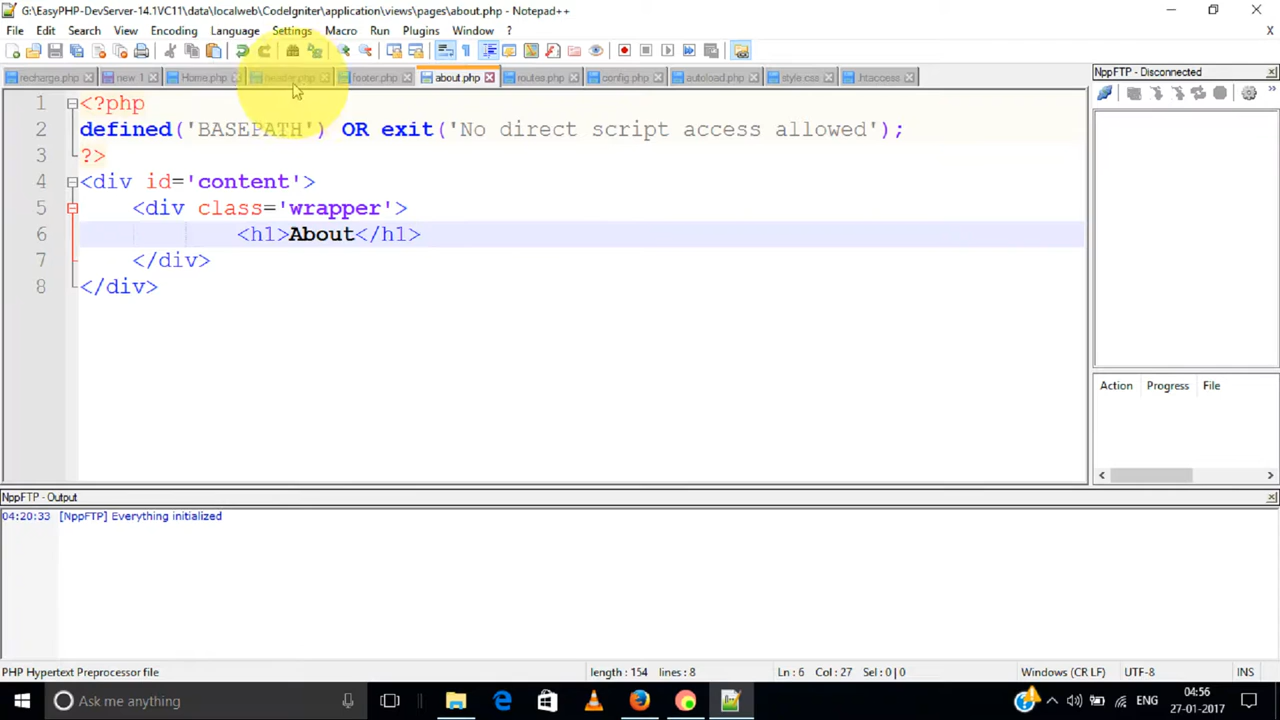 G:\EasyPHP-DevServer-14.1VC11\data\localweb\CodeIgniter\application\views\pages\about.php - Notepad++
File Edit Search View Encoding Language Settings Macro Run Plugins Window ? X
recharge.php new 1 Home.php header.php footer.php about.php routes.php config.php autoload.php style.css .htaccess
NppFTP - Disconnected
1 <?php
2 defined('BASEPATH') OR exit('No direct script access allowed');
3 ?>
4 <div id='content'>
5 <div class='wrapper'>
6 <h1>About</h1>
7 </div>
8 </div>
Action Progress File
NppFTP - Output
04:20:33 [NppFTP] Everything initialized
PHP Hypertext Preprocessor file length : 154 lines : 8 Ln : 6 Col : 27 Sel : 0 | 0 Windows (CR LF) UTF-8 INS
Ask me anything
ENG
04:56
27-01-2017